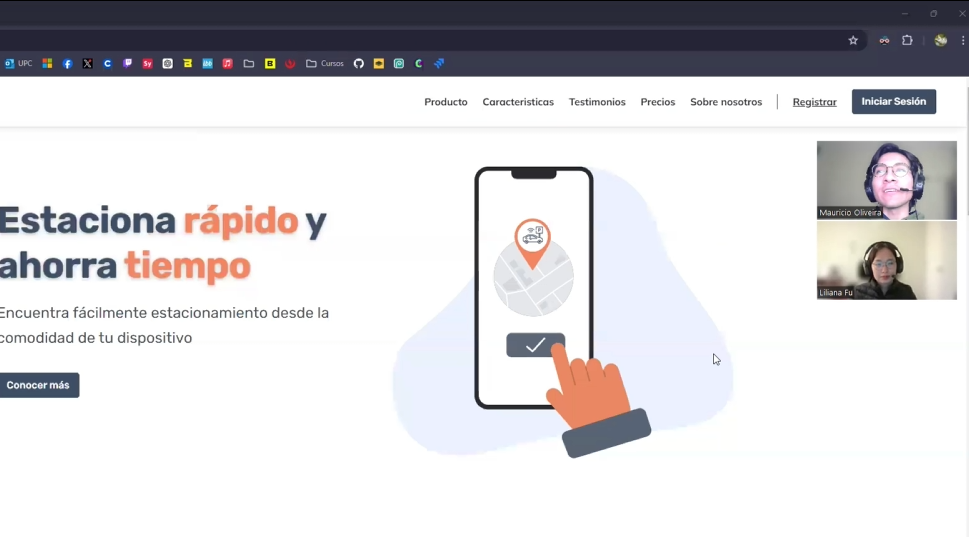 UPC
Cursos
Producto Caracteristicas Testimonios Precios Sobre nosotros Registrar Iniciar Sesión
Estaciona rápido y
ahorra tiempo
Encuentra fácilmente estacionamiento desde la
comodidad de tu dispositivo
Conocer más
P
Mauricio Oliveira
Liliana Fu